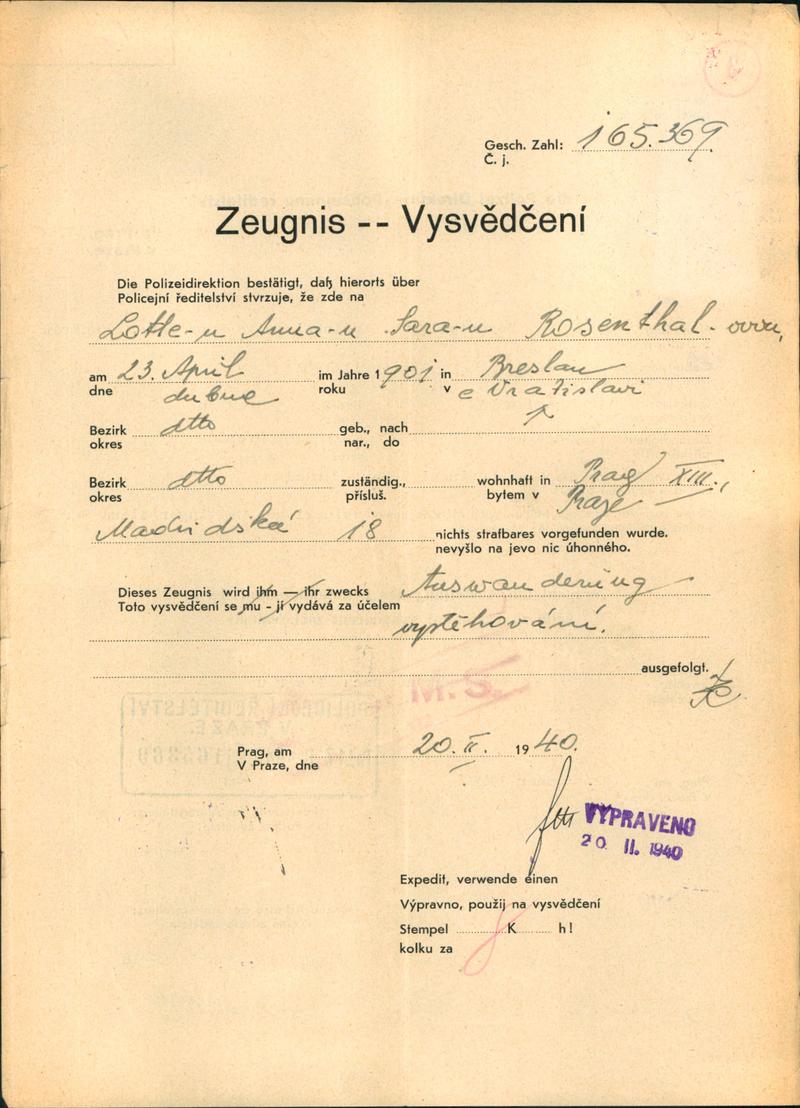 Gesch. Zahl: 165.369.
Č. j.
Zeugnis -- Vysvědčení
Die Polizeidirektion bestätigt, daß hierorts über
Policejní ředitelství stvrzuje, že zde na
Lotte-u Anna-u Sara-u Rosenthal-ovou,
am 23. April im Jahre 1901 in Breslau
dne dubna roku v e Vratislavi
Bezirk dtto geb., nach
okres nar., do
Bezirk dtto zuständig., wohnhaft in Prag XIII.,
okres přísluš. bytem v Praze
Madridská 18 nichts strafbares vorgefunden wurde.
nevyšlo na jevo nic úhonného.
Dieses Zeugnis wird ihm — ihr zwecks Auswanderung
Toto vysvědčení se mu - jí vydává za účelem
vystěhování.
ausgefolgt.
Prag, am 20. II. 1940.
V Praze, dne
VYPRAVENO
20 II. 1940
Expedit, verwende einen
Výpravno, použij na vysvědčení
Stempel K h!
kolku za
M. S.
POLICEJNÍ ŘEDITELSTVÍ
V PRAZE.
165369